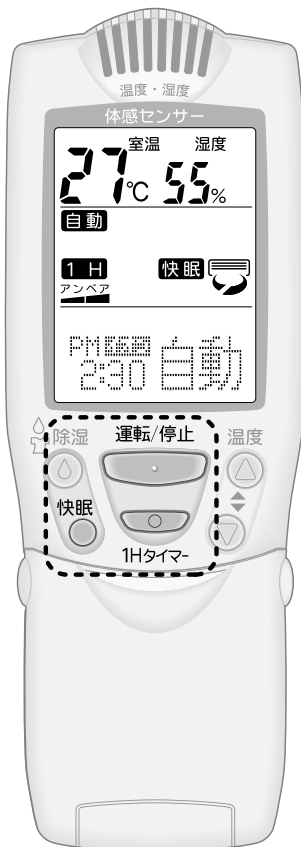 温度・湿度
体感センサー
室温 湿度
27℃ 55%
自動
1 H 快眠
アンペア
PM
2:30 自動
除湿 運転/停止 温度
快眠
1Hタイマー